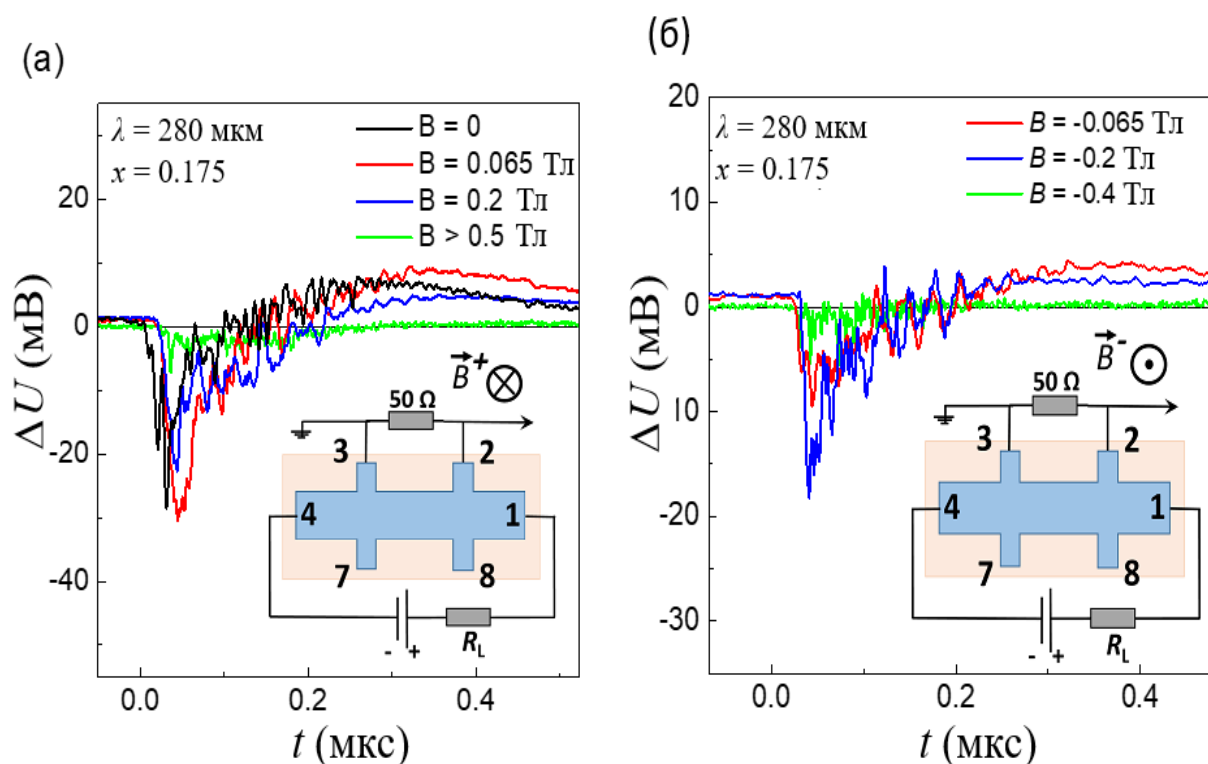 (а)
λ = 280 мкм
x = 0.175
B = 0
B = 0.065 Тл
B = 0.2 Тл
B > 0.5 Тл
20
0
-20
-40
ΔU (мВ)
B⃗⁺
50 Ω
3
2
4
1
7
8
- +
R_L
0.0
0.2
0.4
t (мкс)
(б)
λ = 280 мкм
x = 0.175
B = -0.065 Тл
B = -0.2 Тл
B = -0.4 Тл
20
10
0
-10
-20
-30
ΔU (мВ)
B⃗⁻
50 Ω
3
2
4
1
7
8
- +
R_L
0.0
0.2
0.4
t (мкс)